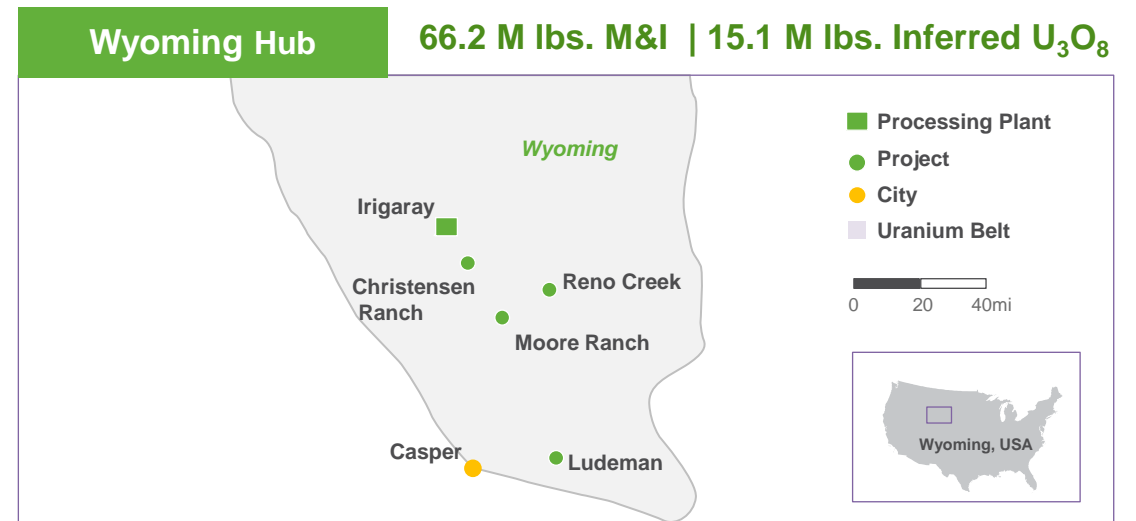 Wyoming Hub
66.2 M lbs. M&I | 15.1 M lbs. Inferred U₃O₈
Wyoming
Irigaray
Christensen
Ranch
Reno Creek
Moore Ranch
Casper
Ludeman
Processing Plant
Project
City
Uranium Belt
0 20 40mi
Wyoming, USA